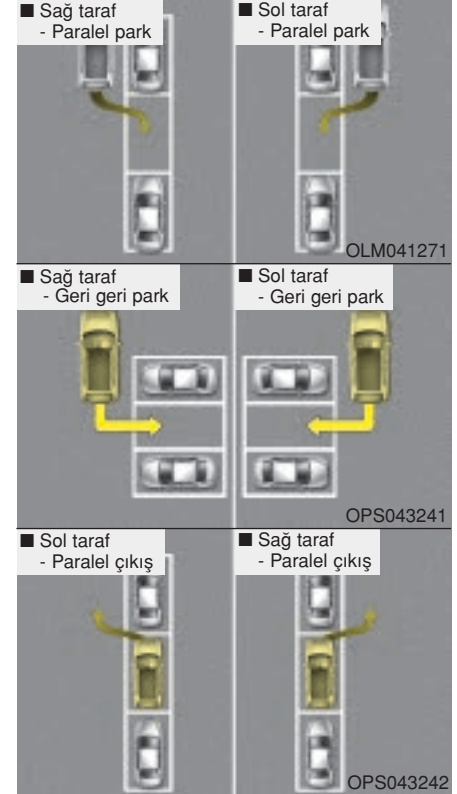 ■ Sağ taraf
- Paralel park
■ Sol taraf
- Paralel park
OLM041271
■ Sağ taraf
- Geri geri park
■ Sol taraf
- Geri geri park
OPS043241
■ Sol taraf
- Paralel çıkış
■ Sağ taraf
- Paralel çıkış
OPS043242